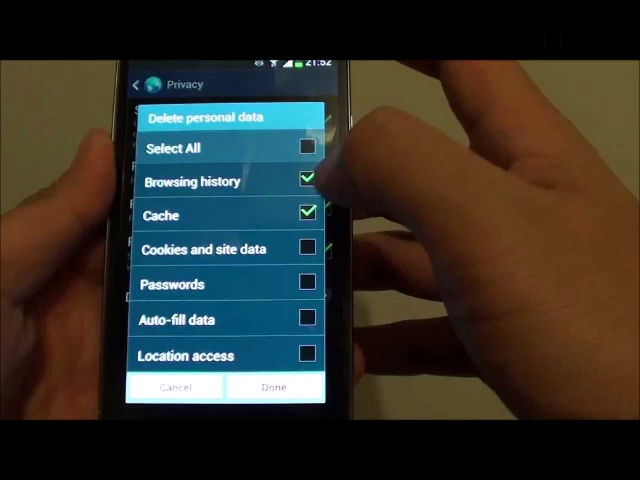 21:52
Privacy
Delete personal data
Select All
Browsing history
Cache
Cookies and site data
Passwords
Auto-fill data
Location access
Cancel
Done